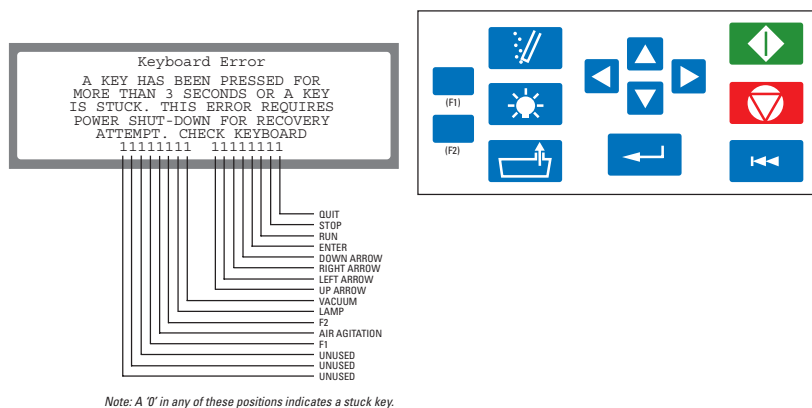 Keyboard Error
A KEY HAS BEEN PRESSED FOR
MORE THAN 3 SECONDS OR A KEY
IS STUCK. THIS ERROR REQUIRES
POWER SHUT-DOWN FOR RECOVERY
ATTEMPT. CHECK KEYBOARD
11111111 11111111
QUIT
STOP
RUN
ENTER
DOWN ARROW
RIGHT ARROW
LEFT ARROW
UP ARROW
VACUUM
LAMP
F2
AIR AGITATION
F1
UNUSED
UNUSED
UNUSED
Note: A '0' in any of these positions indicates a stuck key.
(F1)
(F2)